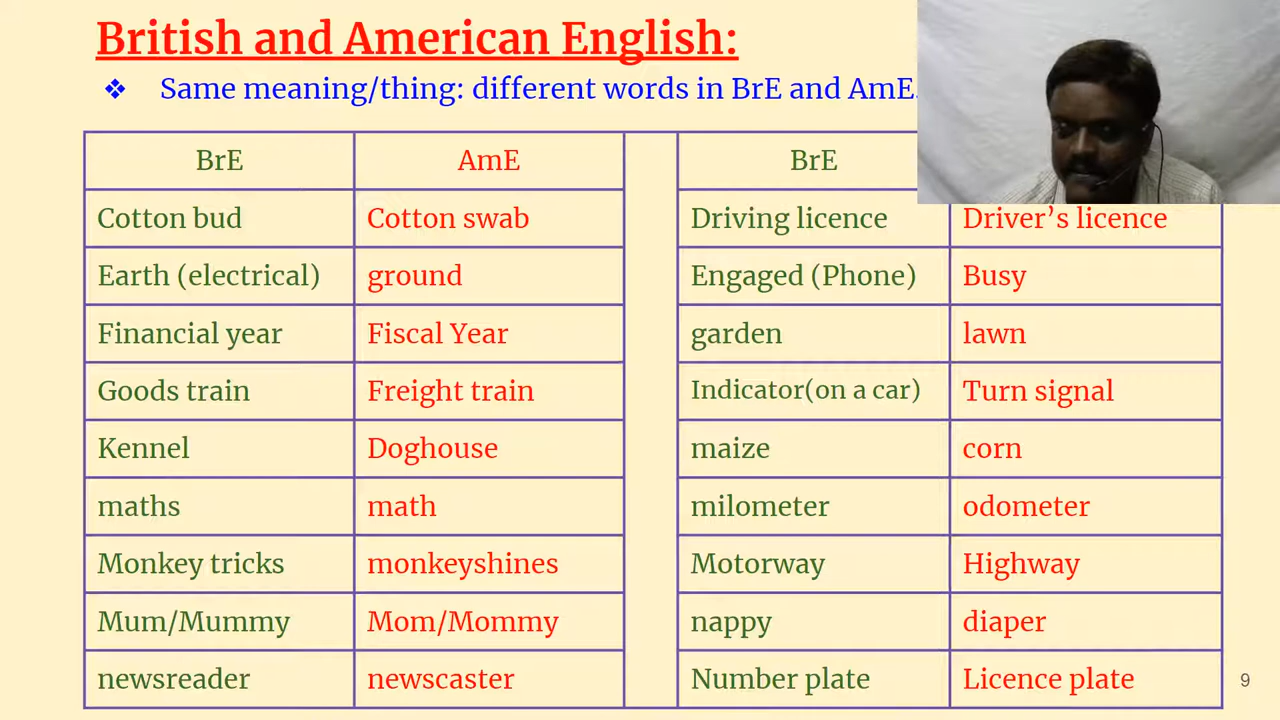 British and American English:
❖ Same meaning/thing: different words in BrE and AmE.
BrE AmE BrE
Cotton bud Cotton swab Driving licence Driver’s licence
Earth (electrical) ground Engaged (Phone) Busy
Financial year Fiscal Year garden lawn
Goods train Freight train Indicator(on a car) Turn signal
Kennel Doghouse maize corn
maths math milometer odometer
Monkey tricks monkeyshines Motorway Highway
Mum/Mummy Mom/Mommy nappy diaper
newsreader newscaster Number plate Licence plate
9